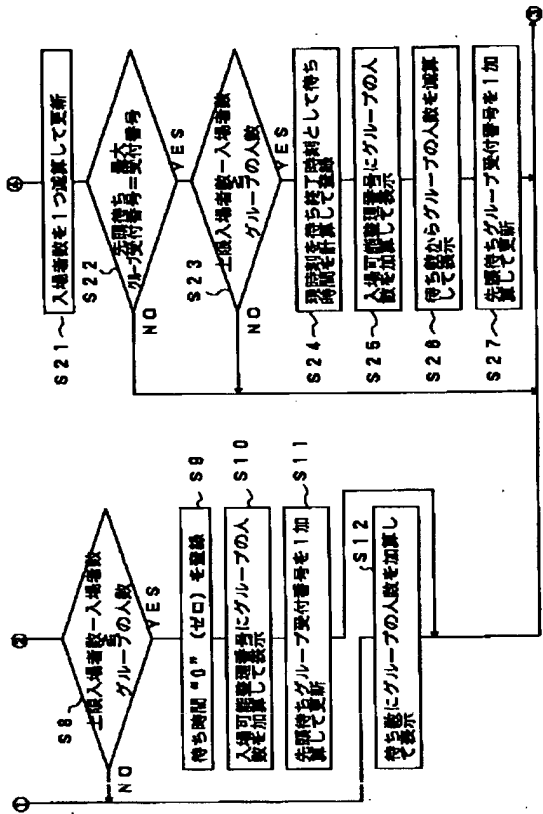 ①
②
S8
上限入場者数−入場者数
≧
グループの人数
NO
YES
待ち時間“0”(ゼロ)を登録
S9
入場可能整理番号にグループの人
数を加算して表示
S10
先頭待ちグループ受付番号を1加
算して更新
S11
S12
待ち数にグループの人数を加算し
て表示
④
S21
入場者数を1つ減算して更新
S22
先頭待ち
最大
グループ受付番号=受付番号
NO
YES
S23
上限入場者数−入場者数
≧
グループの人数
NO
YES
S24
現時刻を待ち終了時刻として待ち
時間を計算して登録
S25
入場可能整理番号にグループの人
数を加算して表示
S26
待ち数からグループの人数を減算
して表示
S27
先頭待ちグループ受付番号を1加
算して更新
③